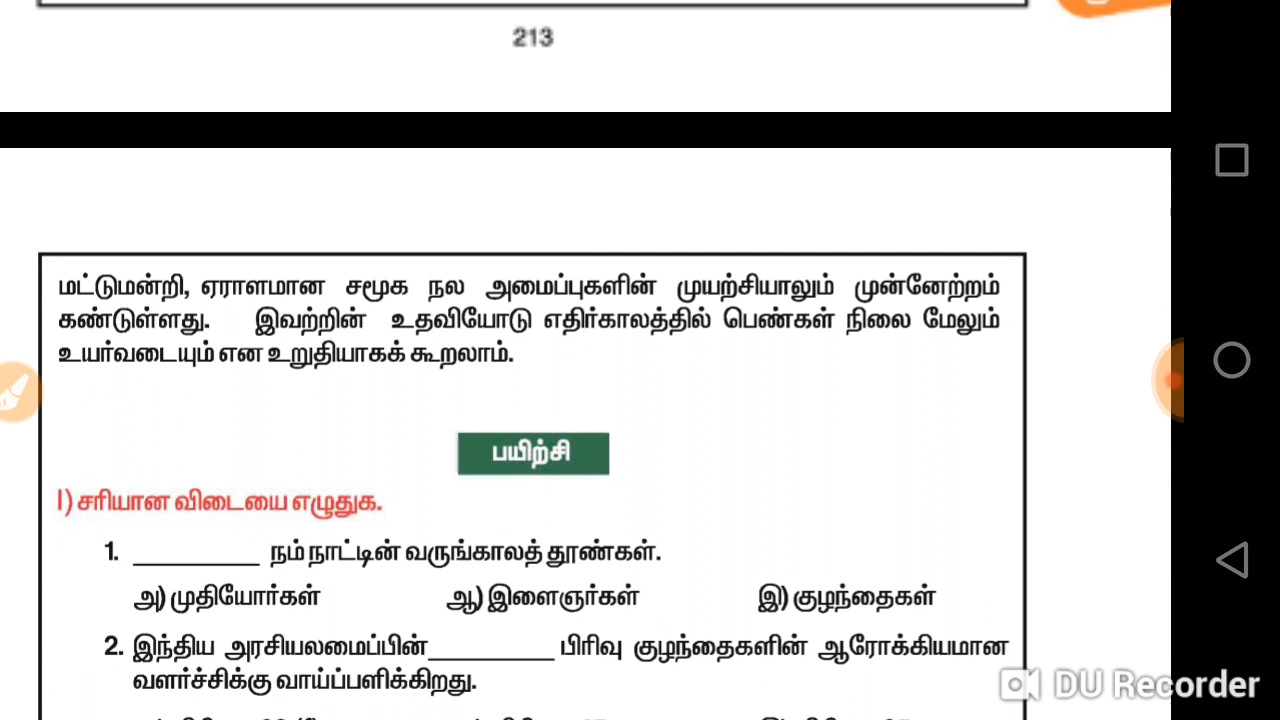 213
மட்டுமன்றி, ஏராளமான சமூக நல அமைப்புகளின் முயற்சியாலும் முன்னேற்றம்
கண்டுள்ளது. இவற்றின் உதவியோடு எதிர்காலத்தில் பெண்கள் நிலை மேலும்
உயர்வடையும் என உறுதியாகக் கூறலாம்.
பயிற்சி
I) சரியான விடையை எழுதுக.
1. __________ நம் நாட்டின் வருங்காலத் தூண்கள்.
அ) முதியோர்கள் ஆ) இளைஞர்கள் இ) குழந்தைகள்
2. இந்திய அரசியலமைப்பின்__________ பிரிவு குழந்தைகளின் ஆரோக்கியமான
வளர்ச்சிக்கு வாய்ப்பளிக்கிறது.
DU Recorder